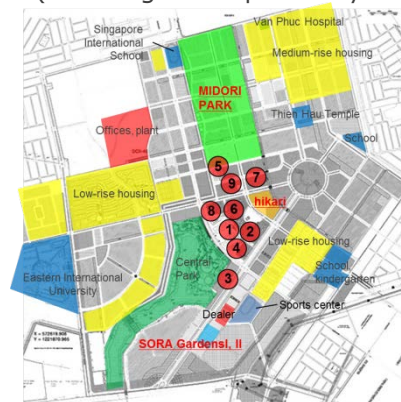 Van Phuc Hospital
Singapore
International
School
Medium-rise housing
MIDORI
PARK
Thien Hau Temple
Offices, plant
School
5
7
9
Low-rise housing
hikari
8
6
1
2
4
Low-rise housing
Central
Park
School,
kindergarten
Eastern International
University
3
Sports center
Dealer
SORA GardensI, II